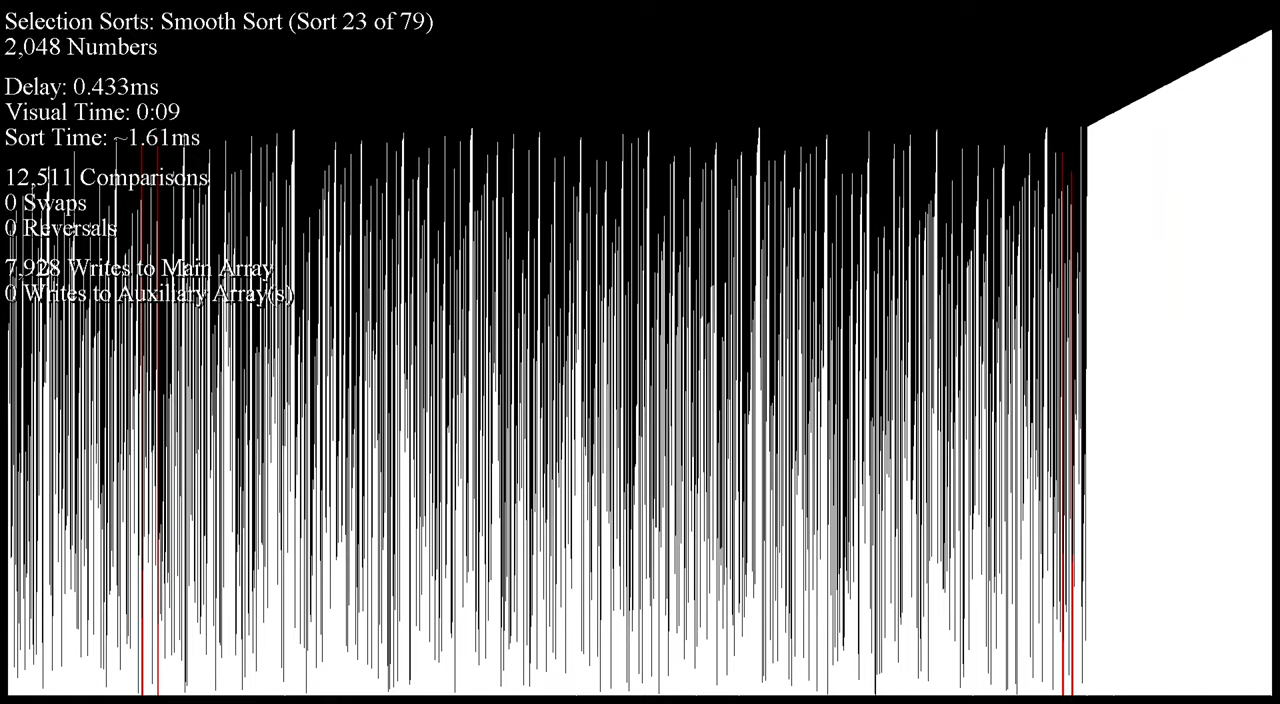 Selection Sorts: Smooth Sort (Sort 23 of 79)
2,048 Numbers
Delay: 0.433ms
Visual Time: 0:09
Sort Time: ~1.61ms
12,511 Comparisons
0 Swaps
0 Reversals
7,928 Writes to Main Array
0 Writes to Auxiliary Array(s)